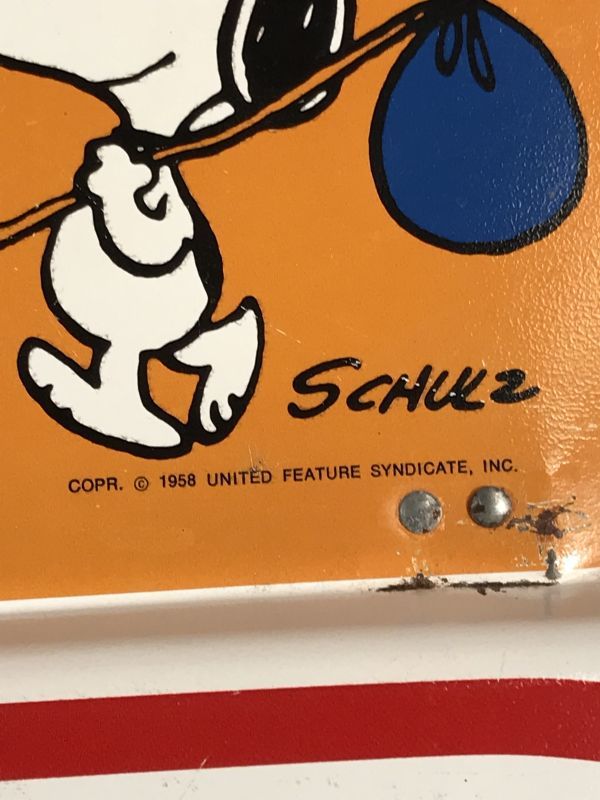 SCHULZ
COPR. © 1958 UNITED FEATURE SYNDICATE, INC.